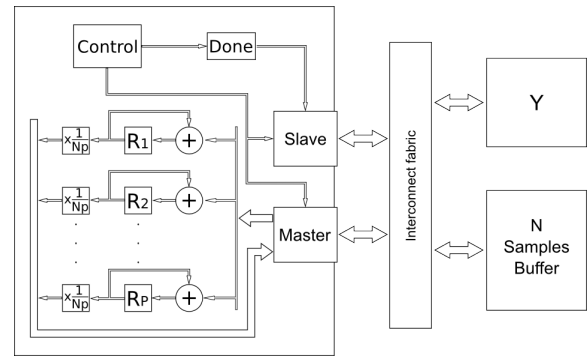 Control
Done
Slave
Master
x 1/Np
R1
+
x 1/Np
R2
+
. .
. .
. .
x 1/Np
RP
+
Interconnect fabric
Y
N
Samples
Buffer